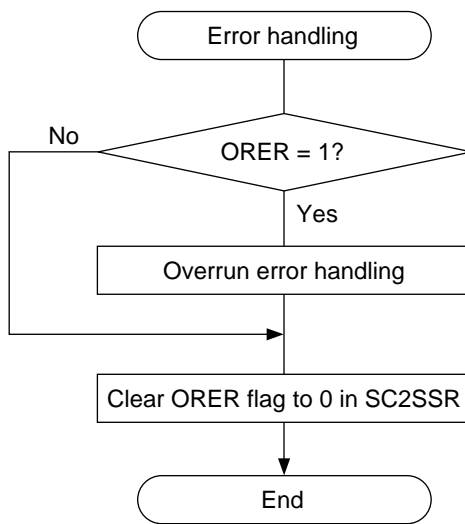 Error handling
No
ORER = 1?
Yes
Overrun error handling
Clear ORER flag to 0 in SC2SSR
End